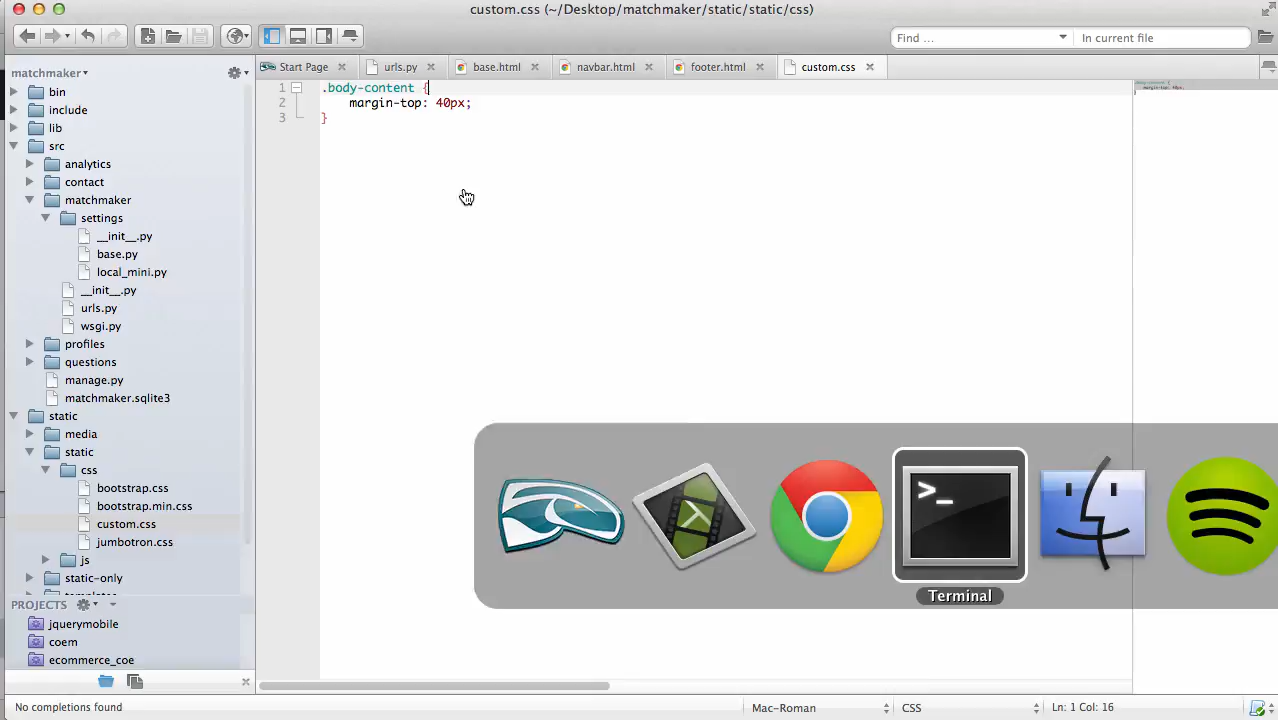 custom.css (~/Desktop/matchmaker/static/static/css)
Find ...
In current file
matchmaker
Start Page
urls.py
base.html
navbar.html
footer.html
custom.css
bin
include
lib
src
analytics
contact
matchmaker
settings
__init__.py
base.py
local_mini.py
__init__.py
urls.py
wsgi.py
profiles
questions
manage.py
matchmaker.sqlite3
static
media
static
css
bootstrap.css
bootstrap.min.css
custom.css
jumbotron.css
js
static-only
1 .body-content {
2 margin-top: 40px;
3 }
>_
Terminal
PROJECTS
jquerymobile
coem
ecommerce_coe
No completions found
Mac-Roman
CSS
Ln: 1 Col: 16